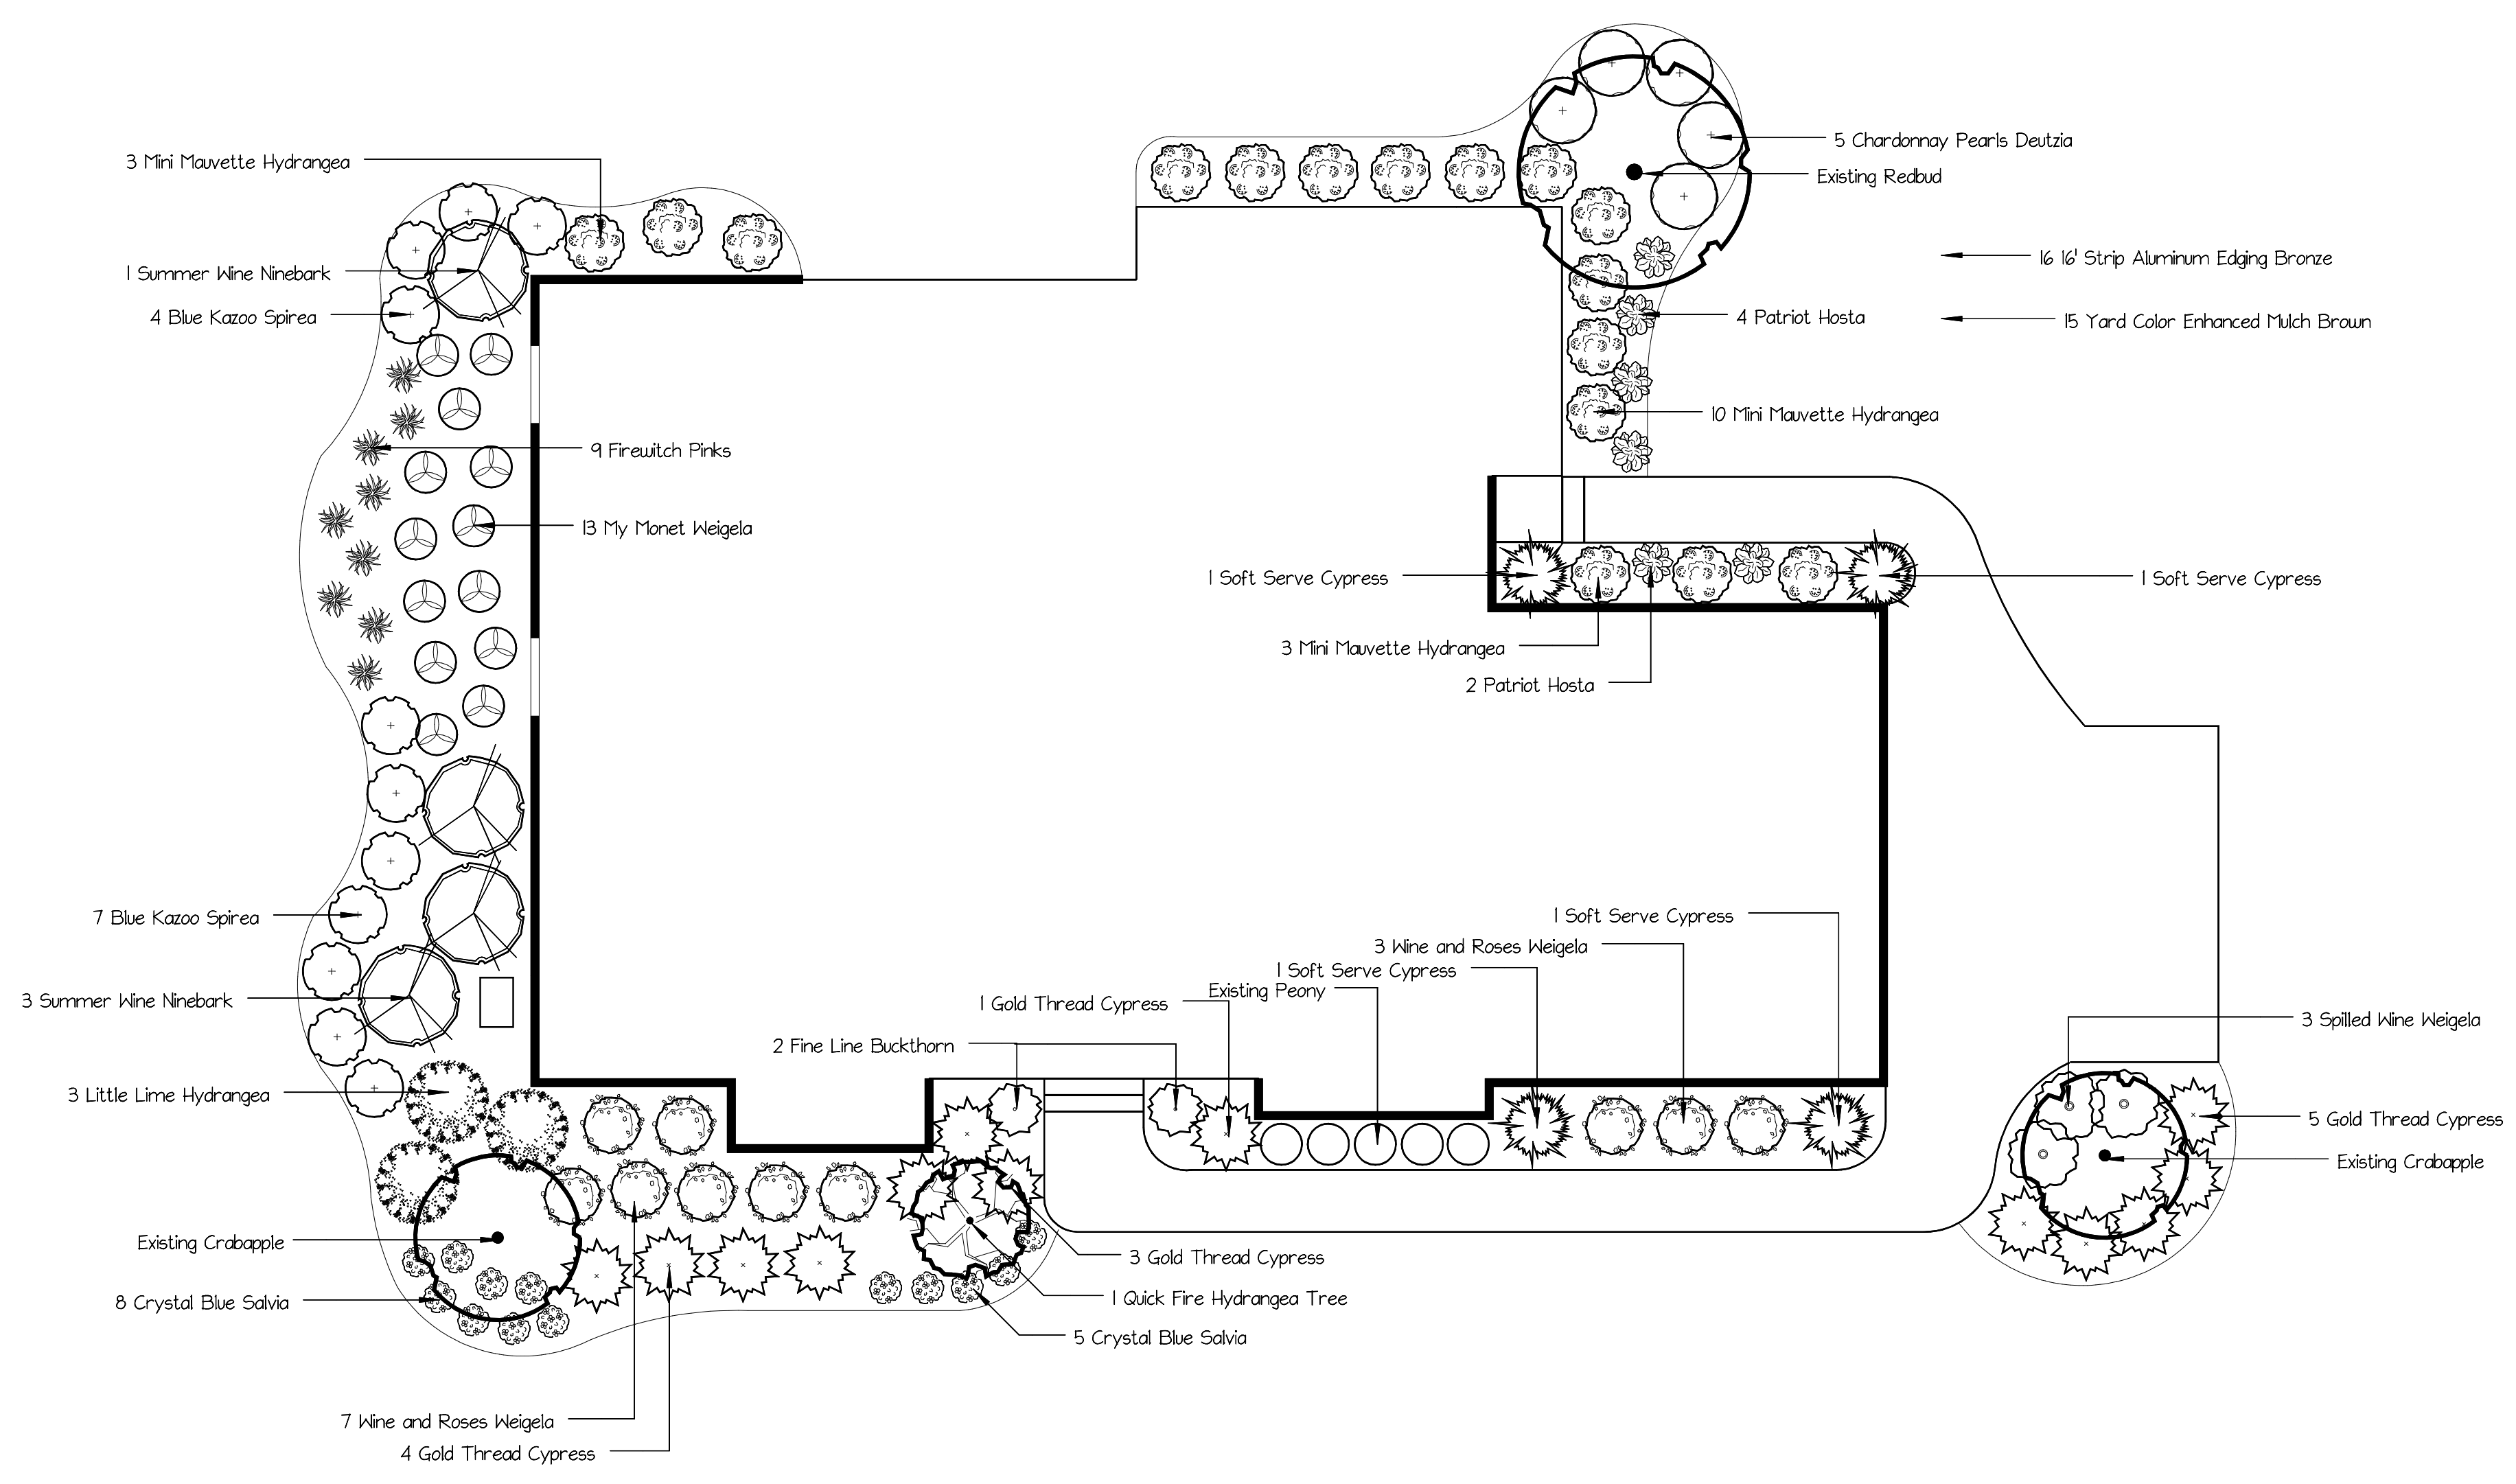 5 Chardonnay Pearls Deutzia
3 Mini Mauvette Hydrangea
Existing Redbud
16 16' Strip Aluminum Edging Bronze
1 Summer Wine Ninebark
4 Blue Kazoo Spirea
4 Patriot Hosta
15 Yard Color Enhanced Mulch Brown
10 Mini Mauvette Hydrangea
9 Firewitch Pinks
13 My Monet Weigela
1 Soft Serve Cypress
1 Soft Serve Cypress
3 Mini Mauvette Hydrangea
2 Patriot Hosta
7 Blue Kazoo Spirea
1 Soft Serve Cypress
3 Wine and Roses Weigela
1 Soft Serve Cypress
Existing Peony
3 Summer Wine Ninebark
1 Gold Thread Cypress
3 Spilled Wine Weigela
2 Fine Line Buckthorn
3 Little Lime Hydrangea
5 Gold Thread Cypress
Existing Crabapple
Existing Crabapple
3 Gold Thread Cypress
8 Crystal Blue Salvia
1 Quick Fire Hydrangea Tree
5 Crystal Blue Salvia
7 Wine and Roses Weigela
4 Gold Thread Cypress